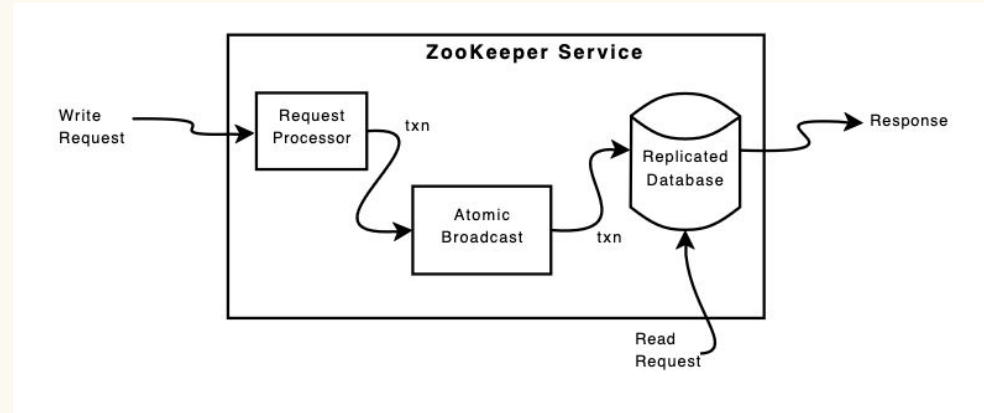 ZooKeeper Service
Write
Request
Request
Processor
txn
Atomic
Broadcast
txn
Replicated
Database
Response
Read
Request